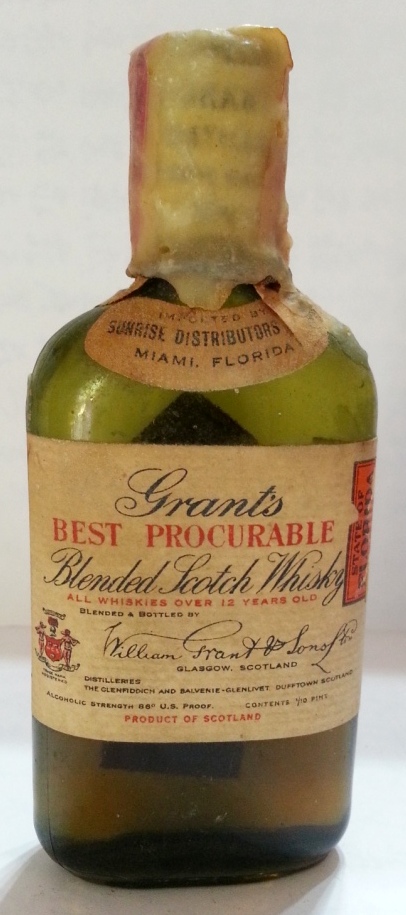 IMPORTED BY
SUNRISE DISTRIBUTORS
MIAMI, FLORIDA
Grant's
BEST PROCURABLE
Blended Scotch Whisky
ALL WHISKIES OVER 12 YEARS OLD
BLENDED & BOTTLED BY
William Grant & Sons Ltd
GLASGOW, SCOTLAND
DISTILLERIES
THE GLENFIDDICH AND BALVENIE-GLENLIVET, DUFFTOWN SCOTLAND
ALCOHOLIC STRENGTH 86° U.S. PROOF. CONTENTS 1/10 PINT
PRODUCT OF SCOTLAND
STATE OF
FLORIDA